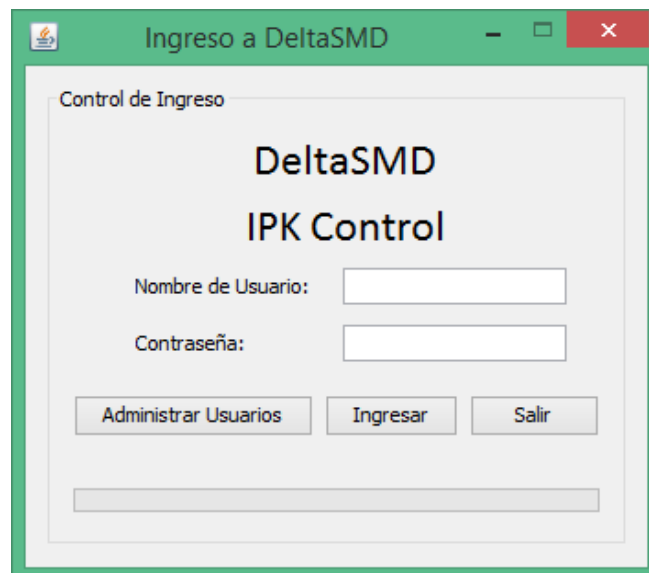 Ingreso a DeltaSMD
Control de Ingreso
DeltaSMD
IPK Control
Nombre de Usuario:
Contraseña:
Administrar Usuarios Ingresar Salir